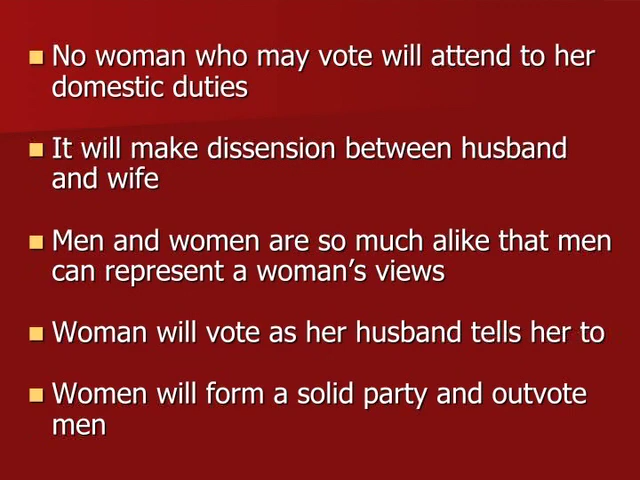 No woman who may vote will attend to her
domestic duties
It will make dissension between husband
and wife
Men and women are so much alike that men
can represent a woman’s views
Woman will vote as her husband tells her to
Women will form a solid party and outvote
men